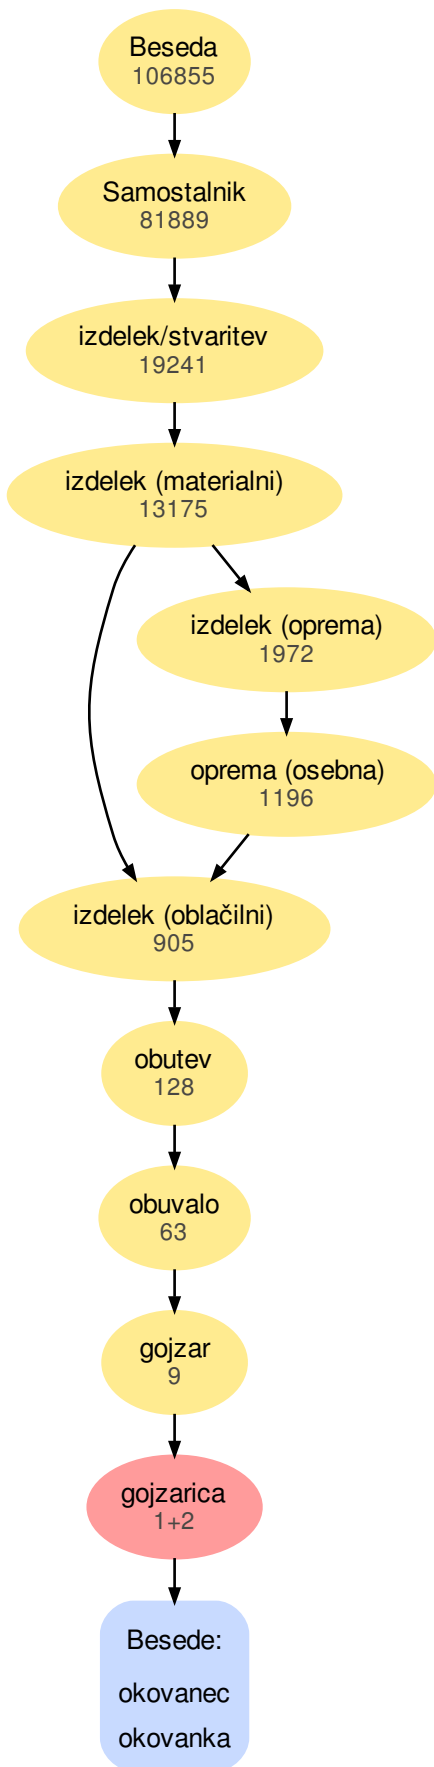 Beseda
106855
Samostalnik
81889
izdelek/stvaritev
19241
izdelek (materialni)
13175
izdelek (oprema)
1972
oprema (osebna)
1196
izdelek (oblačilni)
905
obutev
128
obuvalo
63
gojzar
9
gojzarica
1+2
Besede:
okovanec
okovanka